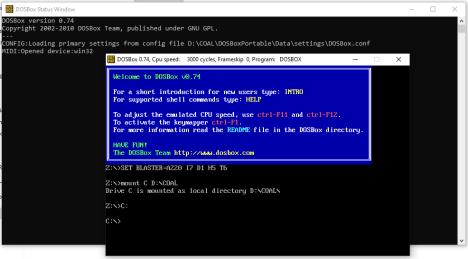 DOSBox Status Window
DOSBox version 0.74
Copyright 2002-2010 DOSBox Team, published under GNU GPL.
---
CONFIG:Loading primary settings from config file D:\COAL\DOSBoxPortable\Data\settings\DOSBox.conf
MIDI:Opened device:win32
DOSBox 0.74, Cpu speed: 3000 cycles, Frameskip 0, Program: DOSBOX
Welcome to DOSBox v0.74
For a short introduction for new users type: INTRO
For supported shell commands type: HELP
To adjust the emulated CPU speed, use ctrl-F11 and ctrl-F12.
To activate the keymapper ctrl-F1.
For more information read the README file in the DOSBox directory.
HAVE FUN!
The DOSBox Team http://www.dosbox.com
Z:\>SET BLASTER=A220 I7 D1 H5 T6
Z:\>mount C D:\COAL
Drive C is mounted as local directory D:\COAL\
Z:\>C:
C:\>